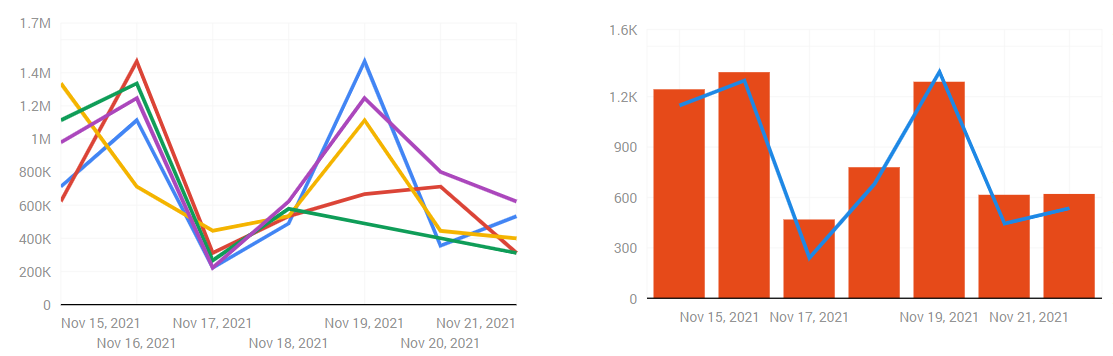 1.7M
1.4M
1.2M
1M
800K
600K
400K
200K
0
Nov 15, 2021 Nov 17, 2021 Nov 19, 2021 Nov 21, 2021
Nov 16, 2021 Nov 18, 2021 Nov 20, 2021
1.6K
1.2K
900
600
300
0
Nov 15, 2021 Nov 17, 2021 Nov 19, 2021 Nov 21, 2021